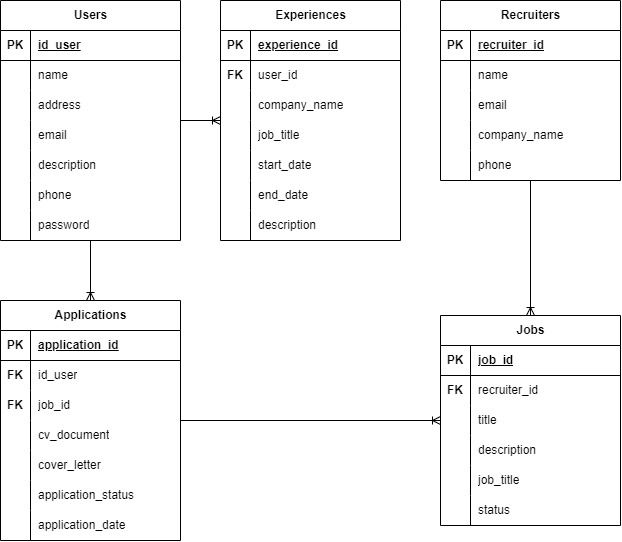 Users
PK id_user
name
address
email
description
phone
password
Experiences
PK experience_id
FK user_id
company_name
job_title
start_date
end_date
description
Recruiters
PK recruiter_id
name
email
company_name
phone
Applications
PK application_id
FK id_user
FK job_id
cv_document
cover_letter
application_status
application_date
Jobs
PK job_id
FK recruiter_id
title
description
job_title
status